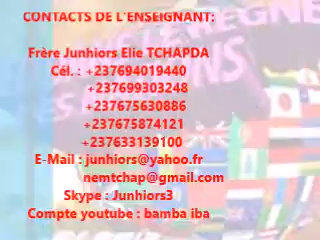 CONTACTS DE L'ENSEIGNANT:
Frère Junhiors Elie TCHAPDA
Cél. : +237694019440
+237699303248
+237675630886
+237675874121
+237633139100
E-Mail : junhiors@yahoo.fr
nemtchap@gmail.com
Skype : Junhiors3
Compte youtube : bamba iba